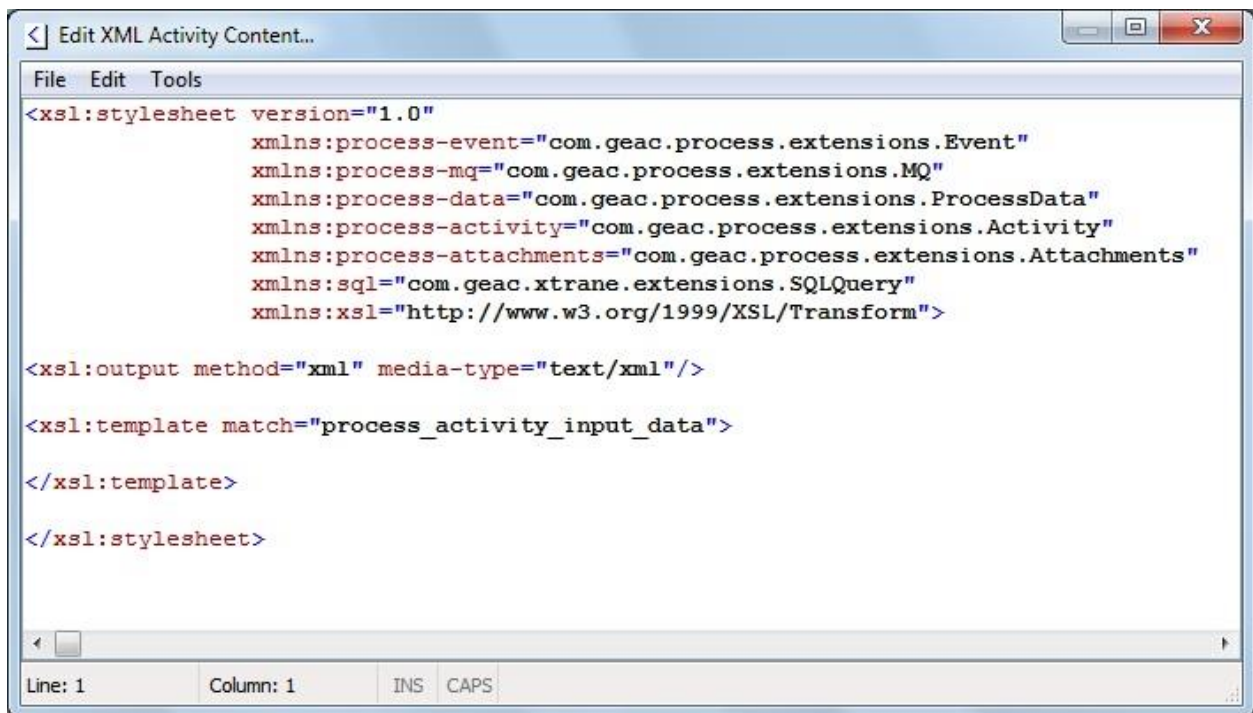 Edit XML Activity Content...
File Edit Tools
<xsl:stylesheet version="1.0"
xmlns:process-event="com.geac.process.extensions.Event"
xmlns:process-mq="com.geac.process.extensions.MQ"
xmlns:process-data="com.geac.process.extensions.ProcessData"
xmlns:process-activity="com.geac.process.extensions.Activity"
xmlns:process-attachments="com.geac.process.extensions.Attachments"
xmlns:sql="com.geac.xtrane.extensions.SQLQuery"
xmlns:xsl="http://www.w3.org/1999/XSL/Transform">
<xsl:output method="xml" media-type="text/xml"/>
<xsl:template match="process_activity_input_data">
</xsl:template>
</xsl:stylesheet>
Line: 1 Column: 1 INS CAPS